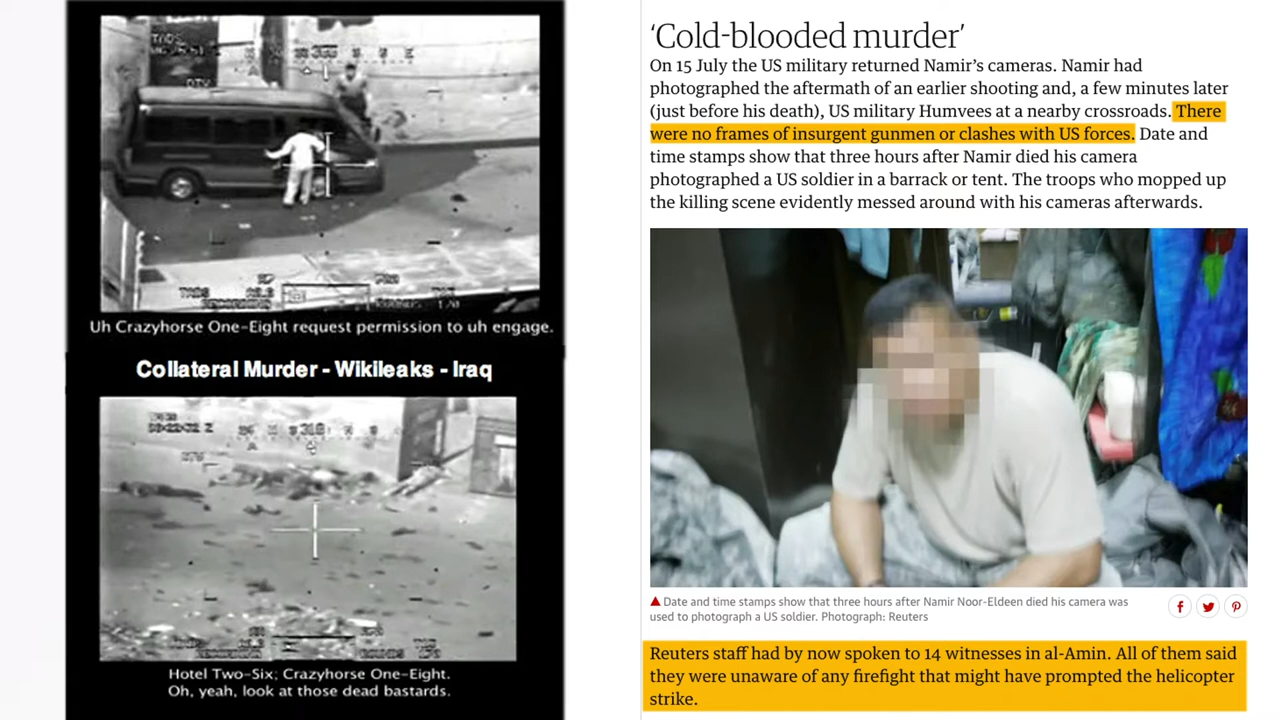 Uh Crazyhorse One-Eight request permission to uh engage.
Collateral Murder - Wikileaks - Iraq
Hotel Two-Six; Crazyhorse One-Eight.
Oh, yeah, look at those dead bastards.
‘Cold-blooded murder’
On 15 July the US military returned Namir’s cameras. Namir had
photographed the aftermath of an earlier shooting and, a few minutes later
(just before his death), US military Humvees at a nearby crossroads. There
were no frames of insurgent gunmen or clashes with US forces. Date and
time stamps show that three hours after Namir died his camera
photographed a US soldier in a barrack or tent. The troops who mopped up
the killing scene evidently messed around with his cameras afterwards.
Date and time stamps show that three hours after Namir Noor-Eldeen died his camera was
used to photograph a US soldier. Photograph: Reuters
Reuters staff had by now spoken to 14 witnesses in al-Amin. All of them said
they were unaware of any firefight that might have prompted the helicopter
strike.